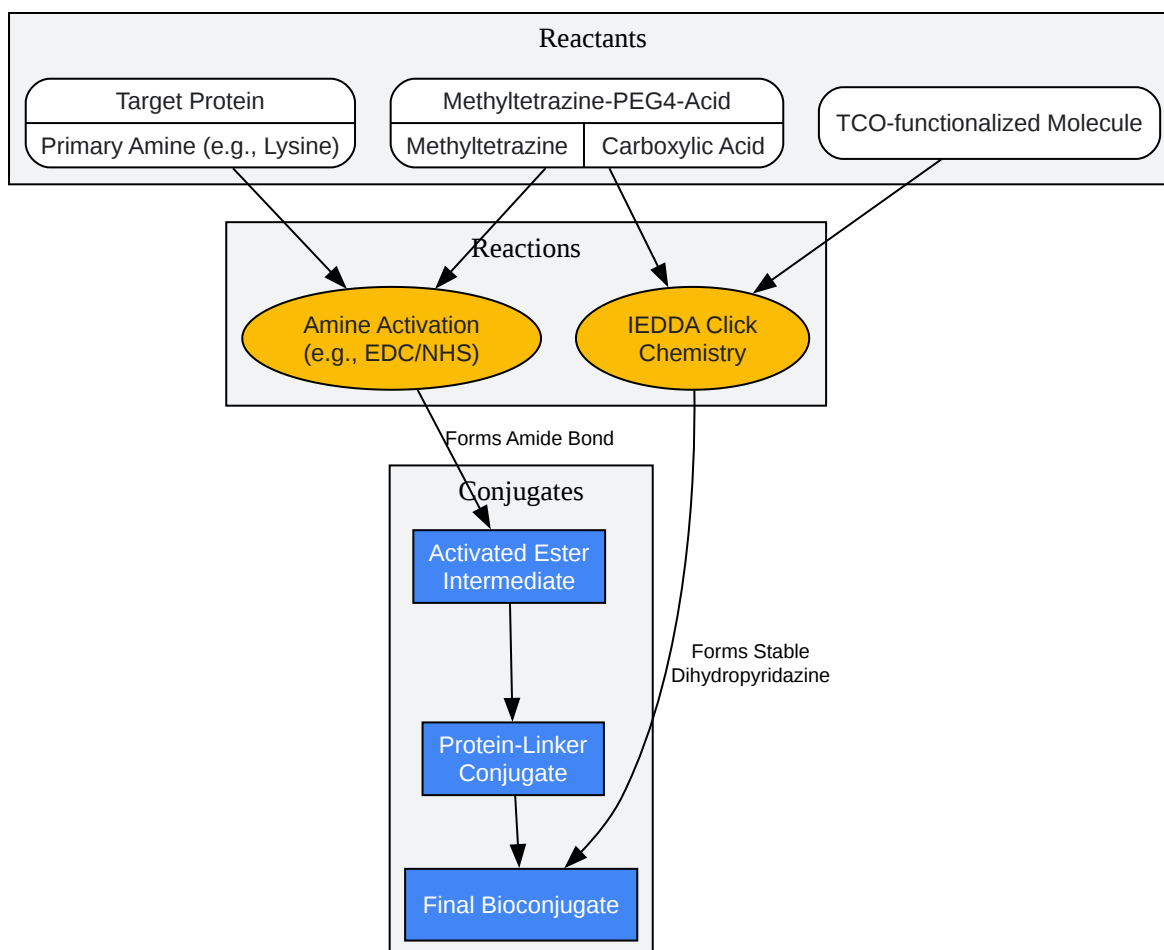 Reactants
Target Protein
Primary Amine (e.g., Lysine)
Methyltetrazine-PEG4-Acid
Methyltetrazine
Carboxylic Acid
TCO-functionalized Molecule
Reactions
Amine Activation
(e.g., EDC/NHS)
IEDDA Click
Chemistry
Forms Amide Bond
Conjugates
Activated Ester
Intermediate
Forms Stable
Dihydropyridazine
Protein-Linker
Conjugate
Final Bioconjugate